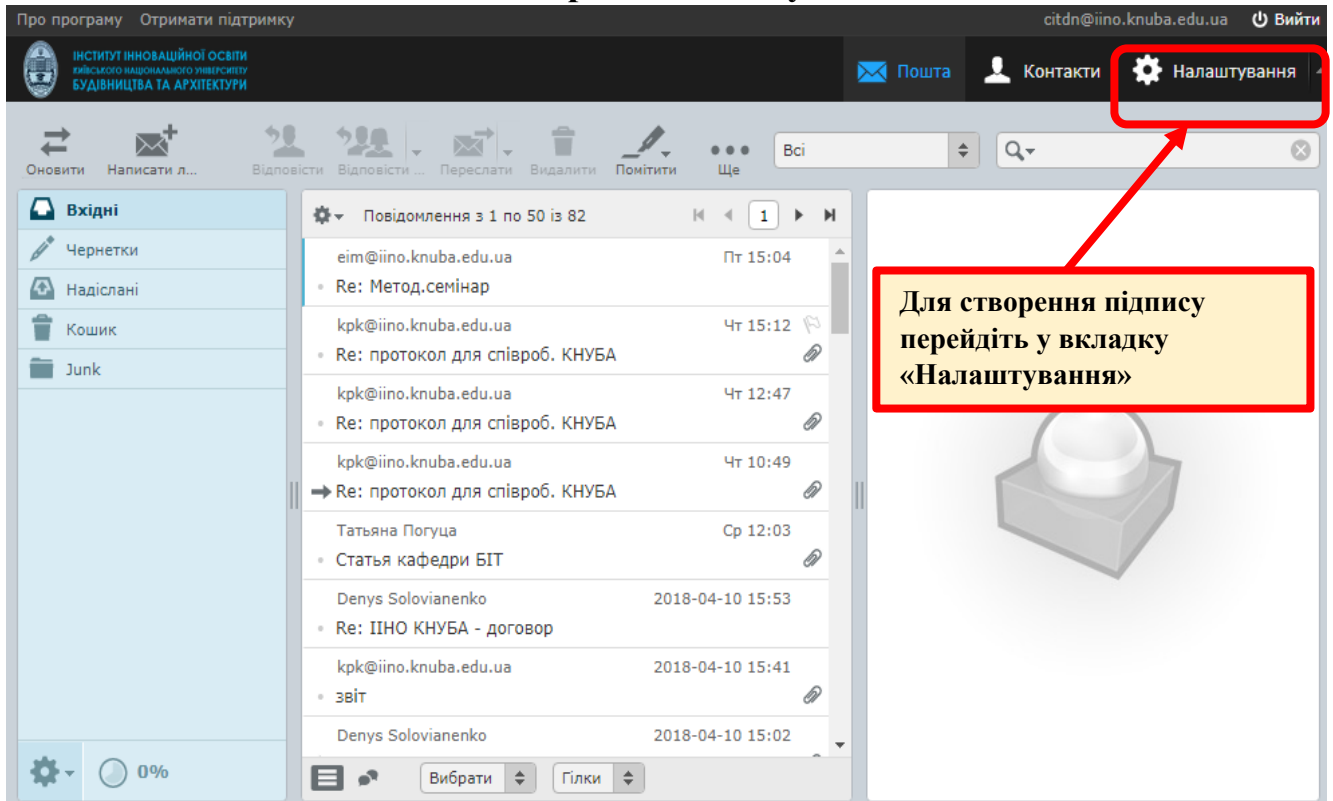 Про програму Отримати підтримку citdn@iino.knuba.edu.ua Вийти
ІНСТИТУТ ІННОВАЦІЙНОЇ ОСВІТИ
КИЇВСЬКОГО НАЦІОНАЛЬНОГО УНІВЕРСИТЕТУ
БУДІВНИЦТВА ТА АРХІТЕКТУРИ
Пошта Контакти Налаштування
Оновити Написати л... Відповісти Відповісти ... Переслати Видалити Помітити Ще
Всі
Вхідні
Чернетки
Надіслані
Кошик
Junk
0%
Повідомлення з 1 по 50 із 82 1
eim@iino.knuba.edu.ua Пт 15:04
Re: Метод.семінар
kpk@iino.knuba.edu.ua Чт 15:12
Re: протокол для співроб. КНУБА
kpk@iino.knuba.edu.ua Чт 12:47
Re: протокол для співроб. КНУБА
kpk@iino.knuba.edu.ua Чт 10:49
Re: протокол для співроб. КНУБА
Татьяна Погуца Ср 12:03
Статья кафедри БІТ
Denys Solovianenko 2018-04-10 15:53
Re: ІІНО КНУБА - договор
kpk@iino.knuba.edu.ua 2018-04-10 15:41
звіт
Denys Solovianenko 2018-04-10 15:02
Вибрати Гілки
Для створення підпису
перейдіть у вкладку
«Налаштування»